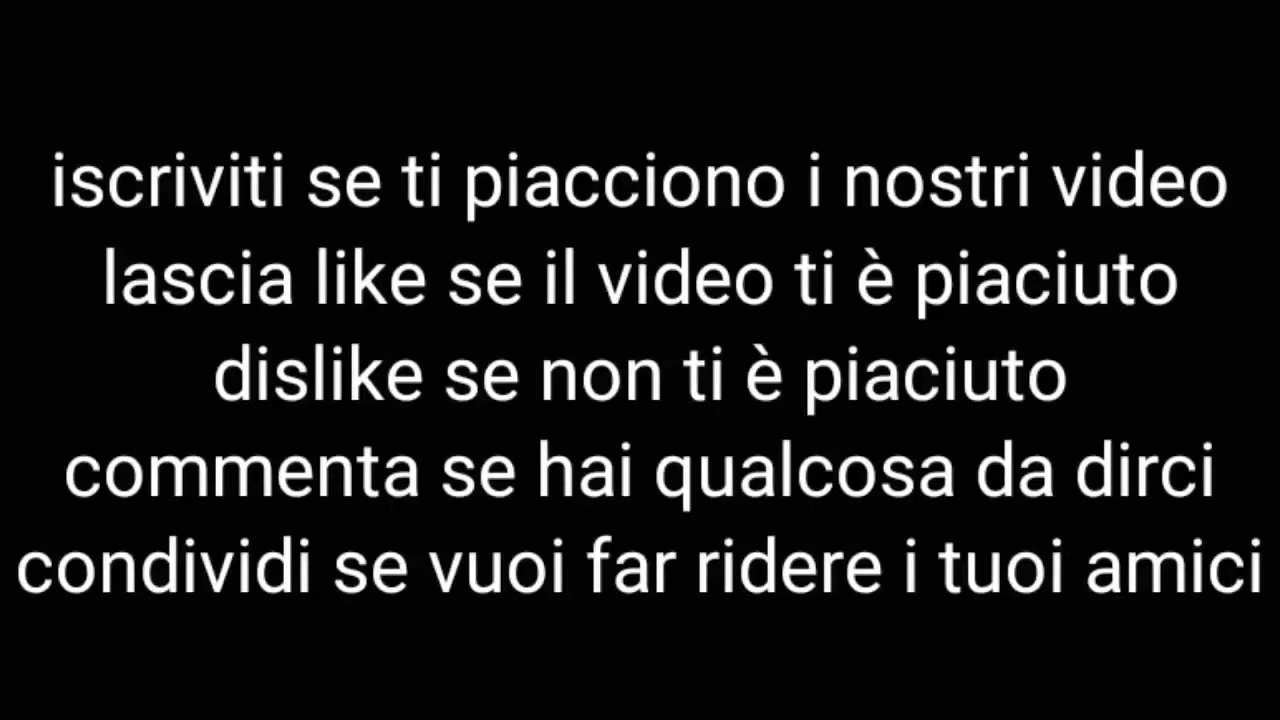 iscriviti se ti piacciono i nostri video
lascia like se il video ti è piaciuto
dislike se non ti è piaciuto
commenta se hai qualcosa da dirci
condividi se vuoi far ridere i tuoi amici